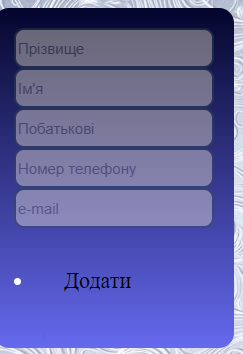 Прізвище
Ім'я
Побатькові
Номер телефону
e-mail
Додати